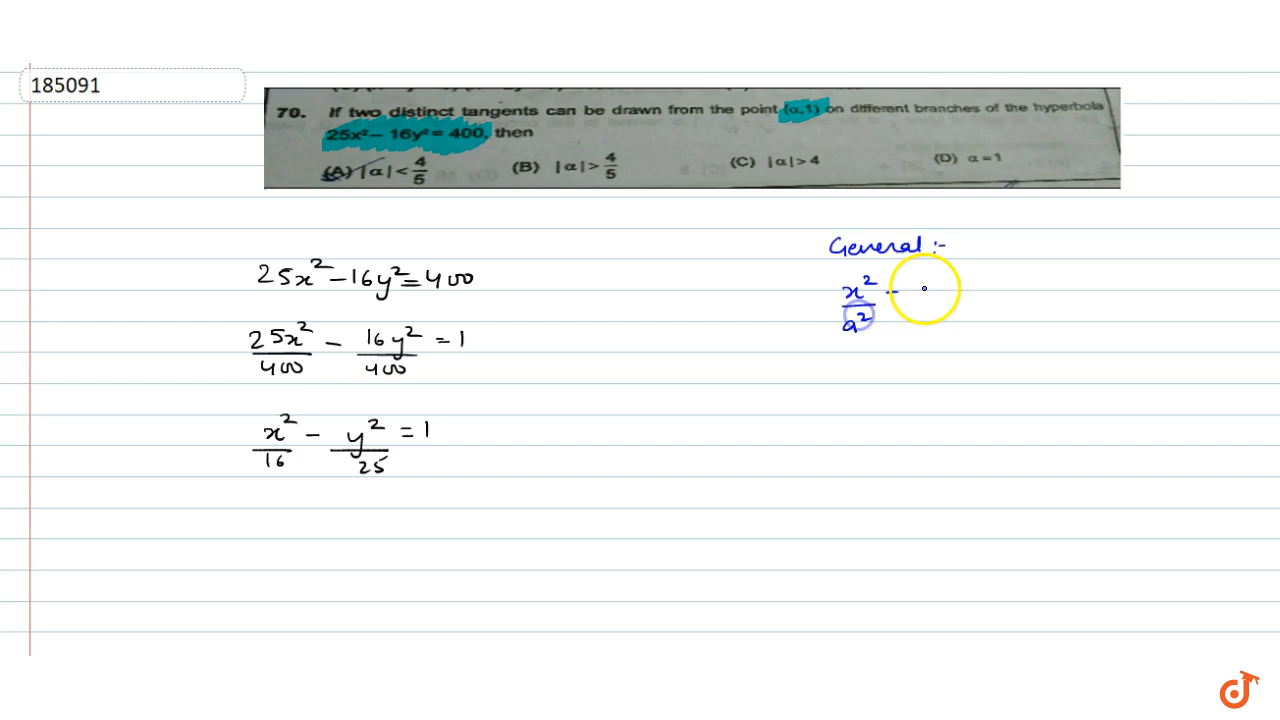 185091
70. If two distinct tangents can be drawn from the point (α,1) on different branches of the hyperbola
25x² – 16y² = 400, then
(A) |α| < 4/5 (B) |α| > 4/5 (C) |α| > 4 (D) α = 1
General :-
25x² - 16y² = 400
x²/a² -
25x²/400 - 16y²/400 = 1
x²/16 - y²/25 = 1